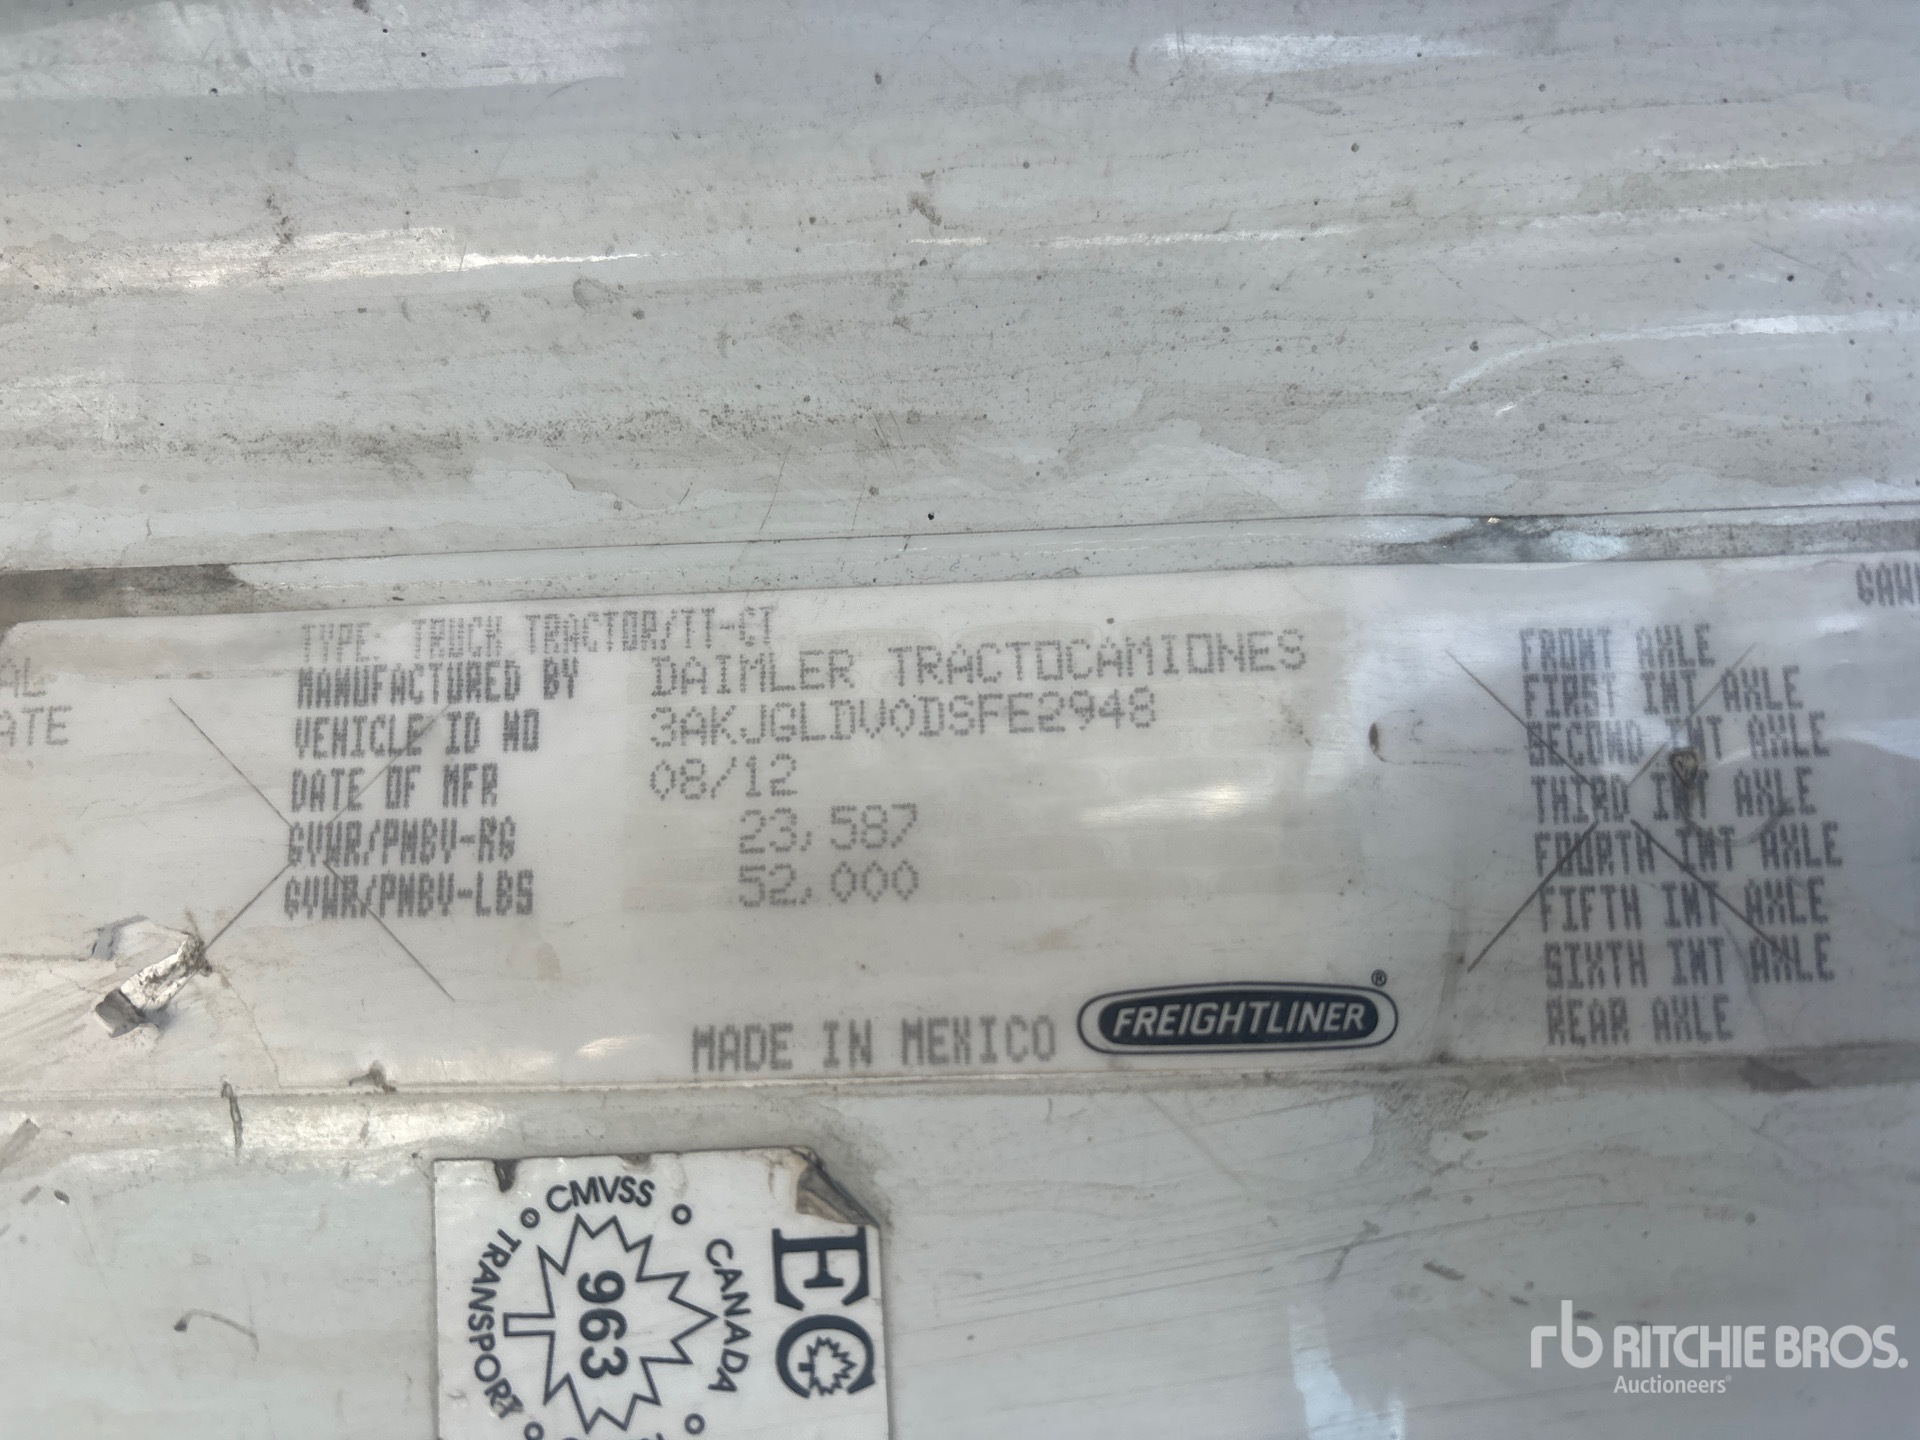 TYPE: TRUCK TRACTOR/TT-CT
MANUFACTURED BY DAIMLER TRACTOCAMIONES
VEHICLE ID NO 3AKJGLDV0DSFE2948
DATE OF MFR 08/12
GVWR/PNBV-KG 23,587
GVWR/PNBV-LBS 52,000
MADE IN MEXICO
FREIGHTLINER®
FRONT AXLE
FIRST INT AXLE
SECOND INT AXLE
THIRD INT AXLE
FOURTH INT AXLE
FIFTH INT AXLE
SIXTH INT AXLE
REAR AXLE
CMVSS
963
TRANSPORT
CANADA
EC
rb RITCHIE BROS.
Auctioneers